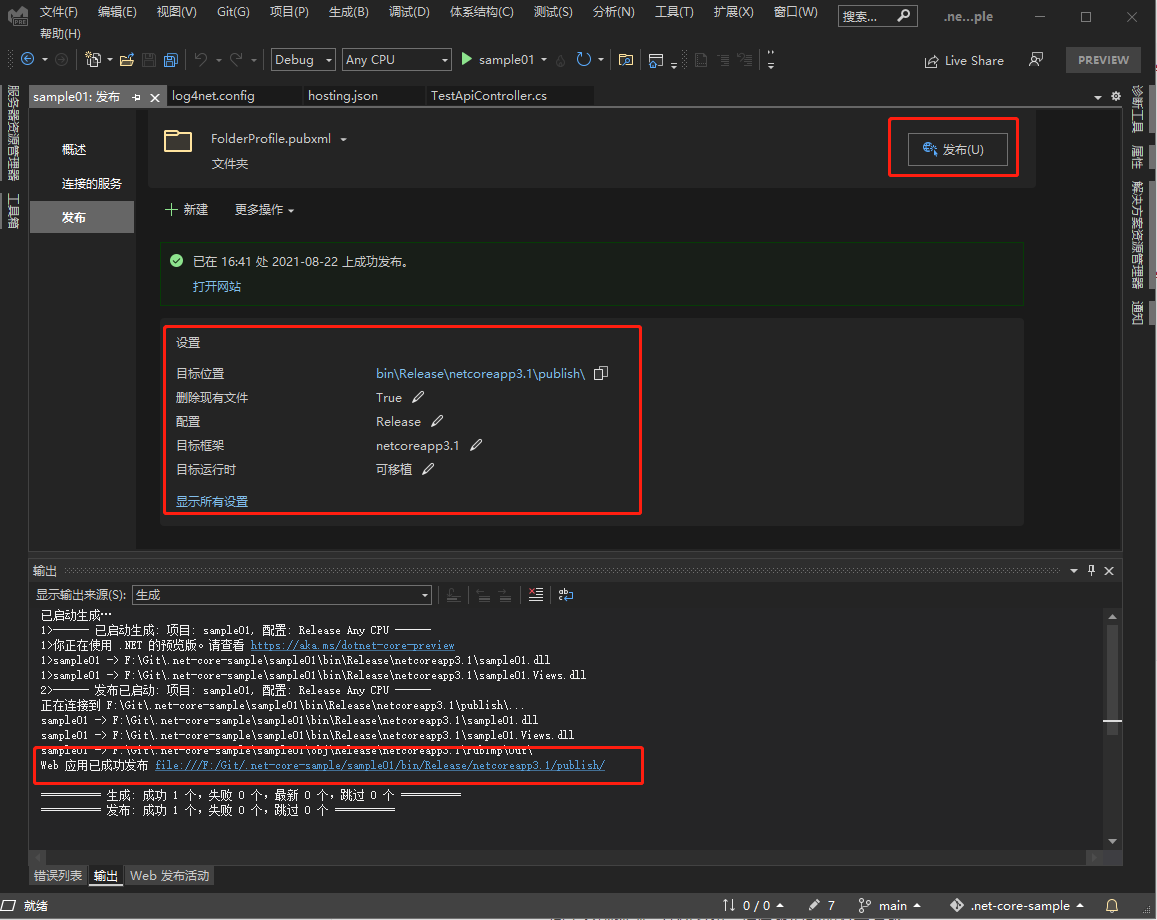 文件(F) 编辑(E) 视图(V) Git(G) 项目(P) 生成(B) 调试(D) 体系结构(C) 测试(S) 分析(N) 工具(T) 扩展(X) 窗口(W) 搜索... .ne...ple
帮助(H)
Debug Any CPU sample01 Live Share PREVIEW
服务器资源管理器
工具箱
sample01: 发布 log4net.config hosting.json TestApiController.cs
诊断工具
属性
解决方案资源管理器
通知
概述
连接的服务
发布
FolderProfile.pubxml
文件夹
发布(U)
新建 更多操作
已在 16:41 处 2021-08-22 上成功发布。
打开网站
设置
目标位置 bin\Release\netcoreapp3.1\publish\
删除现有文件 True
配置 Release
目标框架 netcoreapp3.1
目标运行时 可移植
显示所有设置
输出
显示输出来源(S): 生成
已启动生成…
1>------ 已启动生成: 项目: sample01, 配置: Release Any CPU ------
1>你正在使用 .NET 的预览版。请查看 https://aka.ms/dotnet-core-preview
1>sample01 -> F:\Git\.net-core-sample\sample01\bin\Release\netcoreapp3.1\sample01.dll
1>sample01 -> F:\Git\.net-core-sample\sample01\bin\Release\netcoreapp3.1\sample01.Views.dll
2>------ 发布已启动: 项目: sample01, 配置: Release Any CPU ------
正在连接到 F:\Git\.net-core-sample\sample01\bin\Release\netcoreapp3.1\publish\...
sample01 -> F:\Git\.net-core-sample\sample01\bin\Release\netcoreapp3.1\sample01.dll
sample01 -> F:\Git\.net-core-sample\sample01\bin\Release\netcoreapp3.1\sample01.Views.dll
sample01 -> F:\Git\.net-core-sample\sample01\obj\Release\netcoreapp3.1\PubTmp\Out\
Web 应用已成功发布 file:///F:/Git/.net-core-sample/sample01/bin/Release/netcoreapp3.1/publish/
========== 生成: 成功 1 个，失败 0 个，最新 0 个，跳过 0 个 ==========
========== 发布: 成功 1 个，失败 0 个，跳过 0 个 ==========
错误列表 输出 Web 发布活动
就绪 0 / 0 7 main .net-core-sample